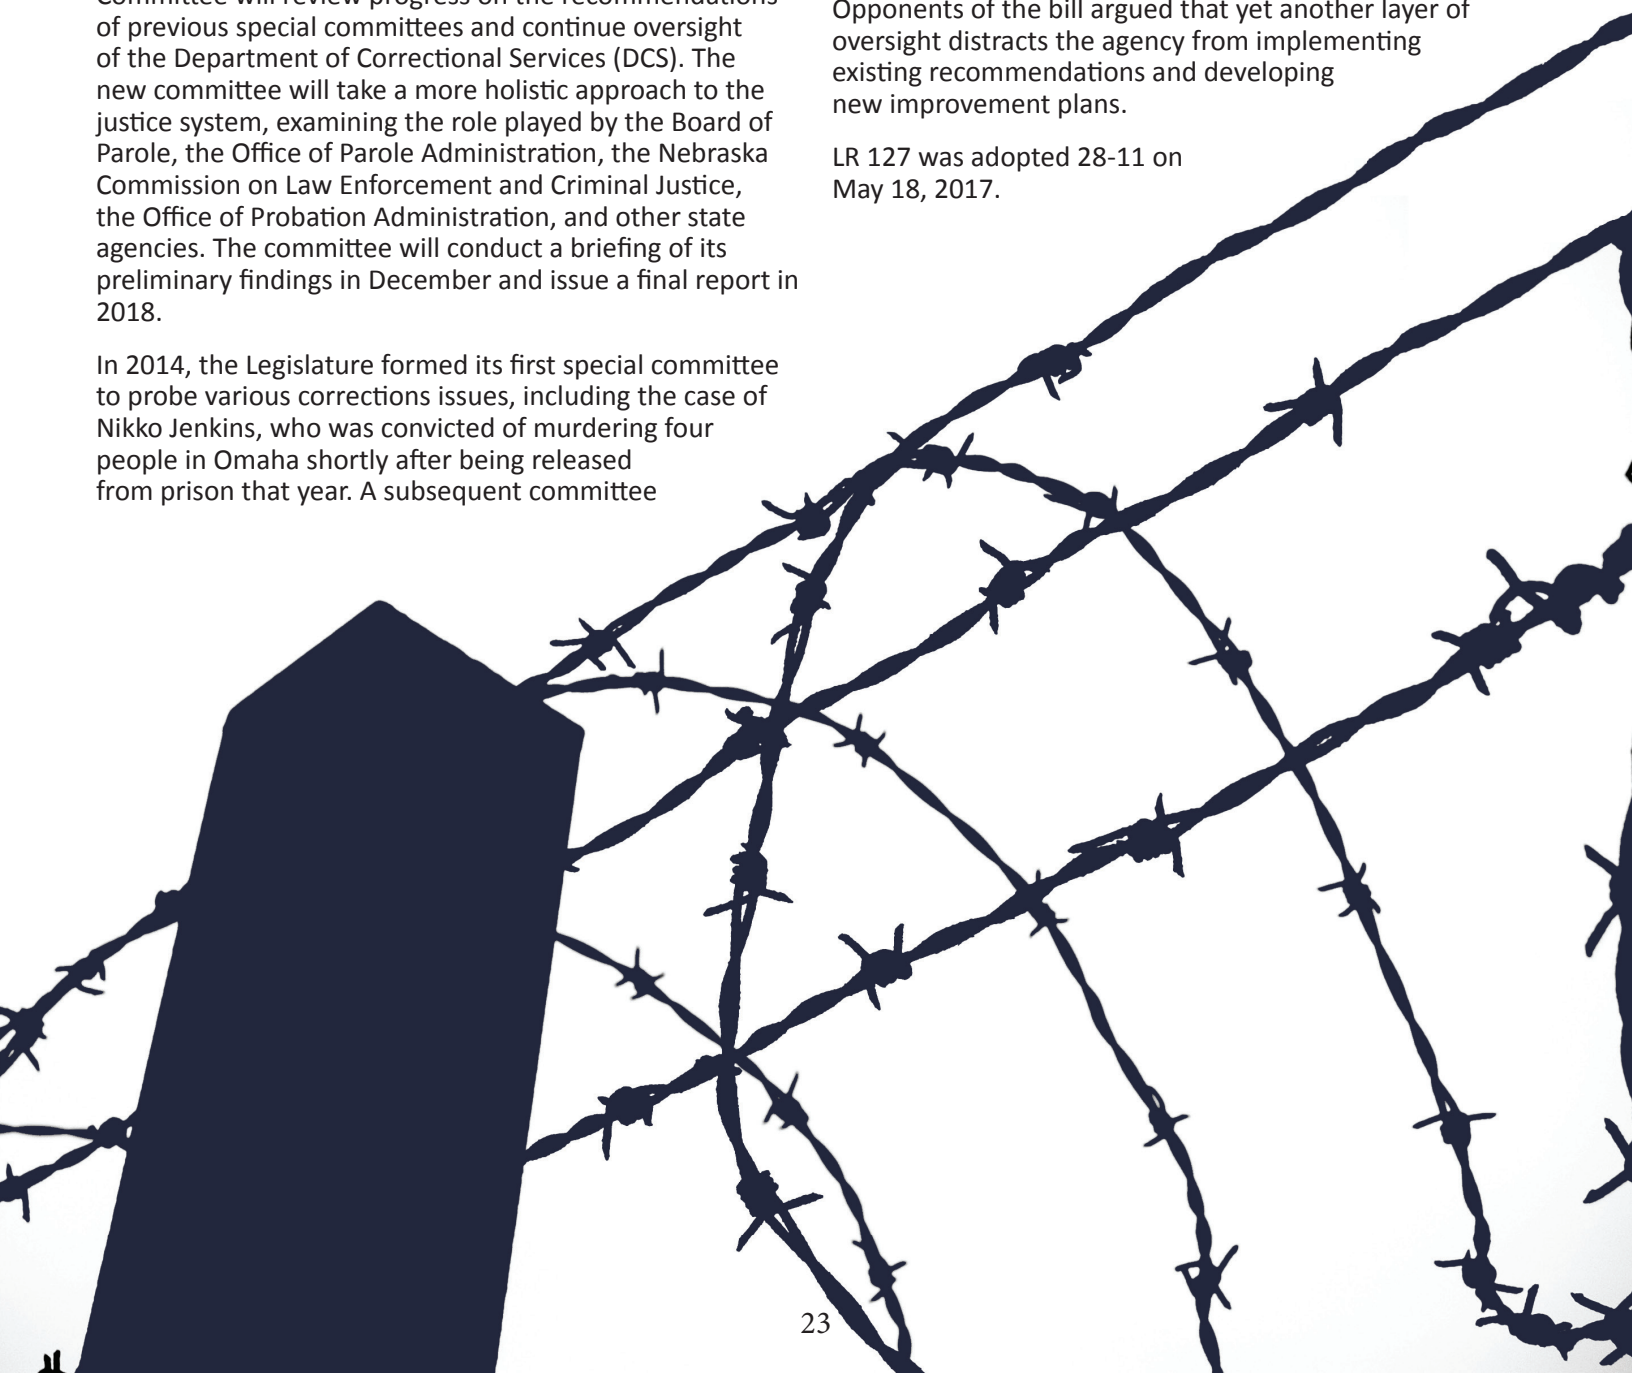 Committee will review progress on the recommendations
of previous special committees and continue oversight
of the Department of Correctional Services (DCS). The
new committee will take a more holistic approach to the
justice system, examining the role played by the Board of
Parole, the Office of Parole Administration, the Nebraska
Commission on Law Enforcement and Criminal Justice,
the Office of Probation Administration, and other state
agencies. The committee will conduct a briefing of its
preliminary findings in December and issue a final report in
2018.
In 2014, the Legislature formed its first special committee
to probe various corrections issues, including the case of
Nikko Jenkins, who was convicted of murdering four
people in Omaha shortly after being released
from prison that year. A subsequent committee
Opponents of the bill argued that yet another layer of
oversight distracts the agency from implementing
existing recommendations and developing
new improvement plans.
LR 127 was adopted 28-11 on
May 18, 2017.
23